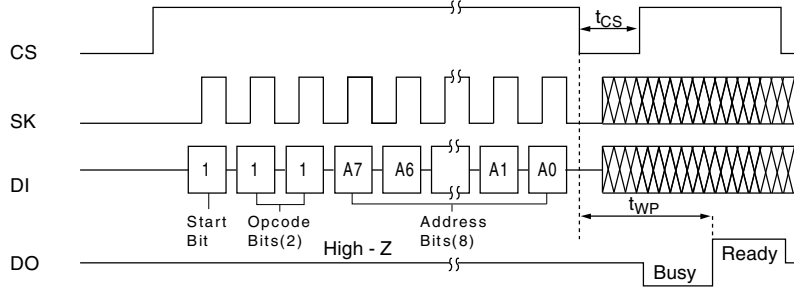 CS
tCS
SK
DI
1 1 1 A7 A6 A1 A0
Start Bit
Opcode Bits(2)
Address Bits(8)
tWP
DO
High - Z
Busy
Ready